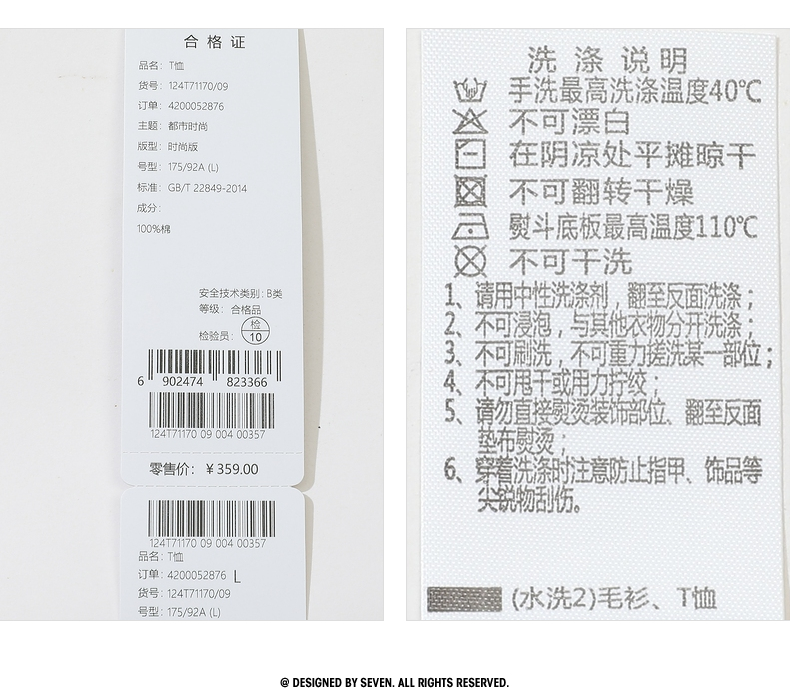 合格证
品名：T恤
货号：124T71170/09
订单：4200052876
主题：都市时尚
版型：时尚版
号型：175/92A (L)
标准：GB/T 22849-2014
成分：
100%棉
安全技术类别：B类
等级：合格品
检验员：检 10
6 902474 823366
124T71170 09 004 00357
零售价：￥359.00
124T71170 09 004 00357
品名：T恤
订单：4200052876 L
货号：124T71170/09
号型：175/92A (L)
洗涤说明
手洗最高洗涤温度40℃
不可漂白
在阴凉处平摊晾干
不可翻转干燥
熨斗底板最高温度110℃
不可干洗
1、请用中性洗涤剂，翻至反面洗涤；
2、不可浸泡，与其他衣物分开洗涤；
3、不可刷洗，不可重力搓洗某一部位；
4、不可甩干或用力拧绞；
5、请勿直接熨烫装饰部位、翻至反面
垫布熨烫；
6、穿着洗涤时注意防止指甲、饰品等
尖锐物刮伤。
(水洗2)毛衫、T恤
@ DESIGNED BY SEVEN. ALL RIGHTS RESERVED.